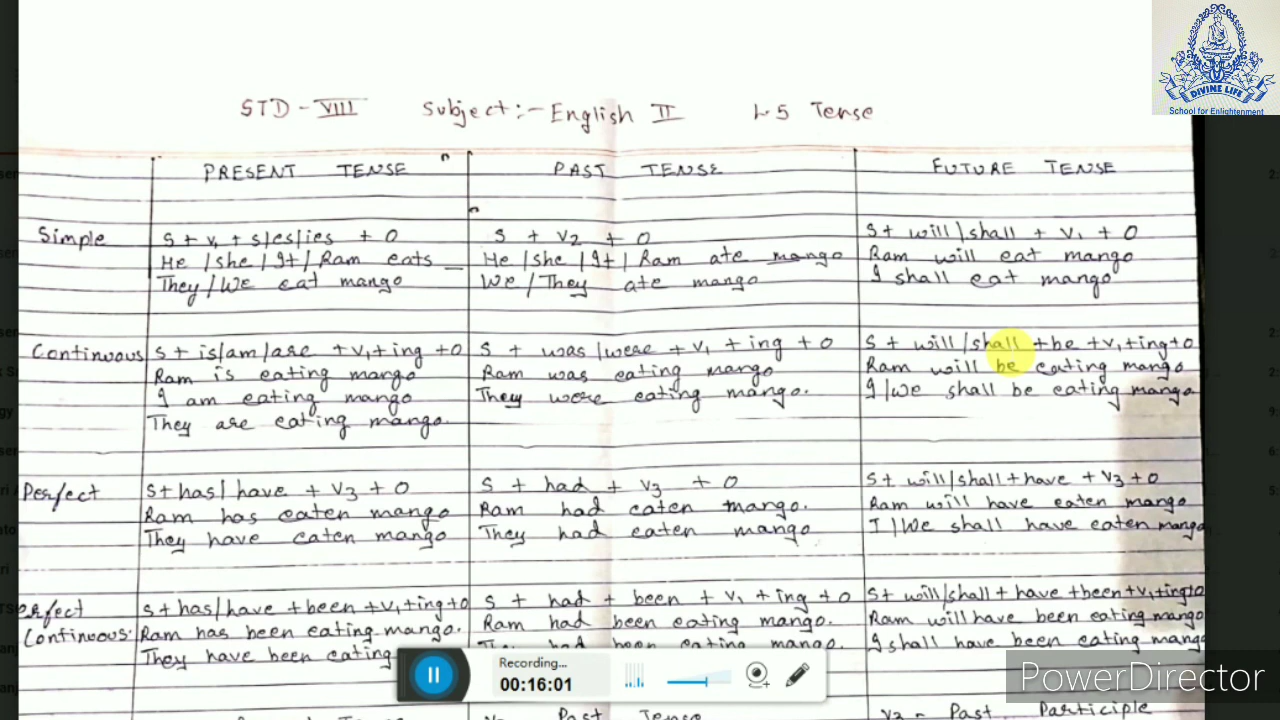 DIVINE LIFE
School for Enlightenment
STD - VIII Subject :- English II L.5 Tense
PRESENT TENSE PAST TENSE FUTURE TENSE
Simple
S + V1 + s/es/ies + O
He /she /It/ Ram eats
They/We eat mango
S + V2 + O
He /she /It/ Ram ate mango
We /They ate mango
S + will/shall + V1 + O
Ram will eat mango
I shall eat mango
Continuous
S + is/am/are +V1+ing +O
Ram is eating mango
I am eating mango
They are eating mango.
S + was/were + V1 + ing + O
Ram was eating mango
They were eating mango.
S + will/shall +be +V1+ing+O
Ram will be eating mango
I/We shall be eating mango
Perfect
S+has/have + V3 + O
Ram has eaten mango
They have eaten mango
S + had + V3 + O
Ram had eaten mango.
They had eaten mango
S + will/shall+have + V3 +O
Ram will have eaten mango
I/We shall have eaten mango
Perfect
Continuous.
S+has/have +been +V1+ing+O
Ram has been eating mango.
They have been eating
S + had + been + V1 + ing +O
Ram had been eating mango.
They had been eating mango.
S+ will/shall + have +been+V1+ing+O
Ram will have been eating mango
I shall have been eating mango
Past Tense
V3 - Past Participle
Recording...
00:16:01
PowerDirector